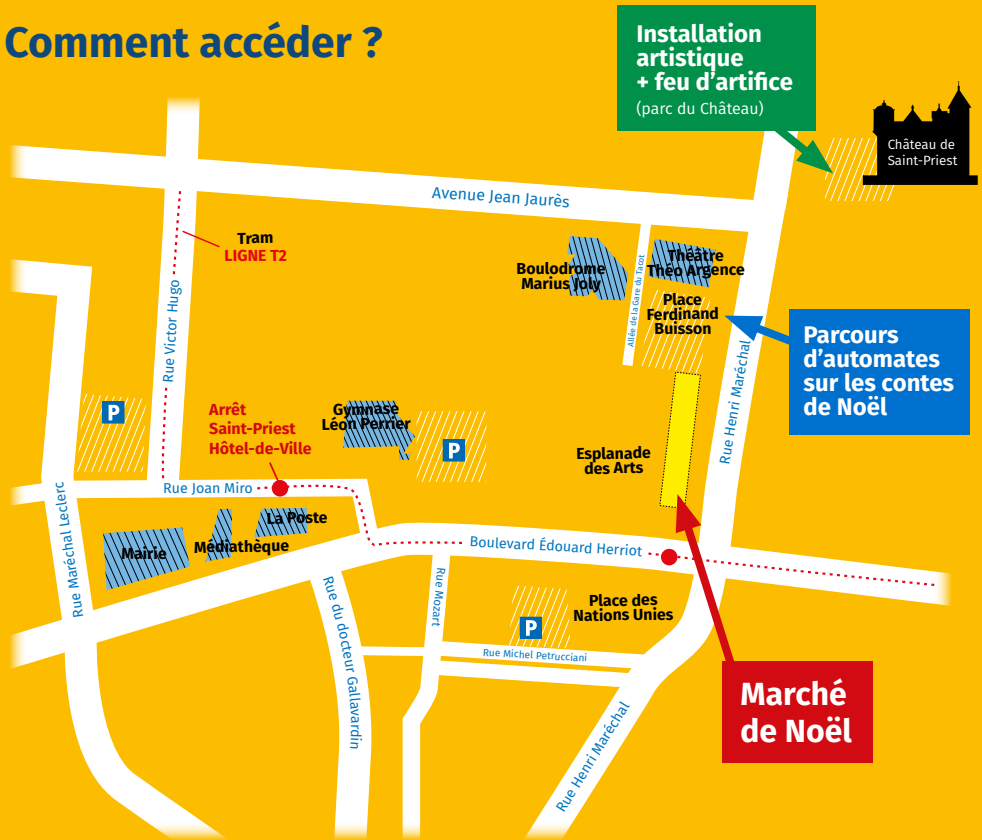 Comment accéder ?
Installation
artistique
+ feu d'artifice
(parc du Château)
Château de
Saint-Priest
Avenue Jean Jaurès
Tram
LIGNE T2
Boulodrome
Marius Joly
Allée de la Gare du Tacot
Théâtre
Théo Argence
Place
Ferdinand
Buisson
Parcours
d'automates
sur les contes
de Noël
Rue Victor Hugo
Rue Henri Maréchal
P
Arrêt
Saint-Priest
Hôtel-de-Ville
Gymnase
Léon Perrier
P
Esplanade
des Arts
Rue Maréchal Leclerc
Rue Joan Miro
La Poste
Médiathèque
Mairie
Boulevard Édouard Herriot
Rue du docteur Gallavardin
Rue Mozart
Place des
Nations Unies
P
Rue Michel Petrucciani
Rue Henri Maréchal
Marché
de Noël